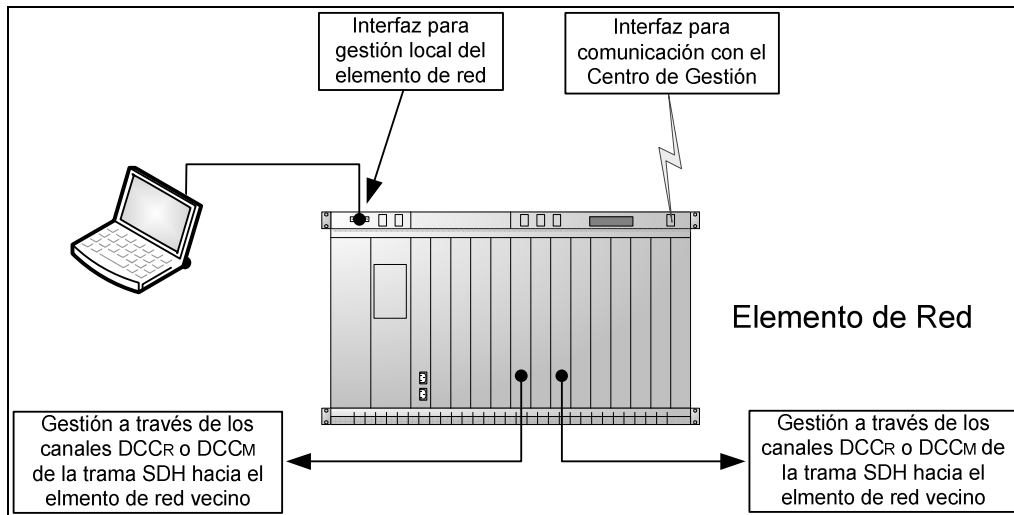 Interfaz para
gestión local del
elemento de red
Interfaz para
comunicación con el
Centro de Gestión
Elemento de Red
Gestión a través de los
canales DCCR o DCCM
de la trama SDH hacia el
elmento de red vecino
Gestión a través de los
canales DCCR o DCCM de
la trama SDH hacia el
elmento de red vecino